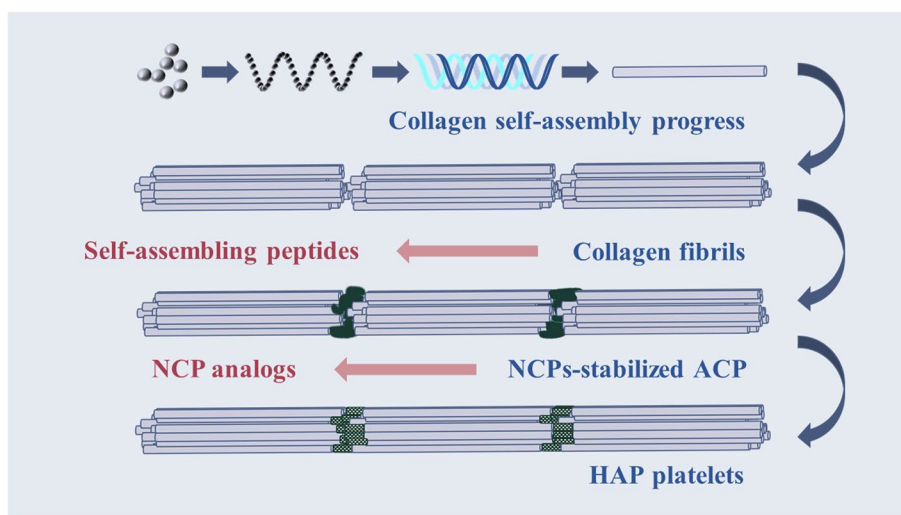 Collagen self-assembly progress
Self-assembling peptides
Collagen fibrils
NCP analogs
NCPs-stabilized ACP
HAP platelets